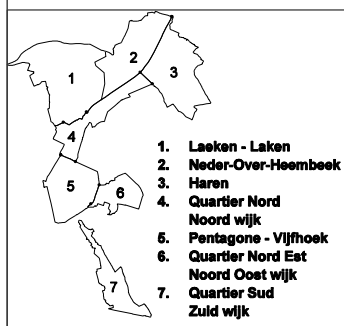 2
1
3
4
5
6
7
1. Laeken - Laken
2. Neder-Over-Heembeek
3. Haren
4. Quartier Nord
Noord wijk
5. Pentagone - Vijfhoek
6. Quartier Nord Est
Noord Oost wijk
7. Quartier Sud
Zuid wijk